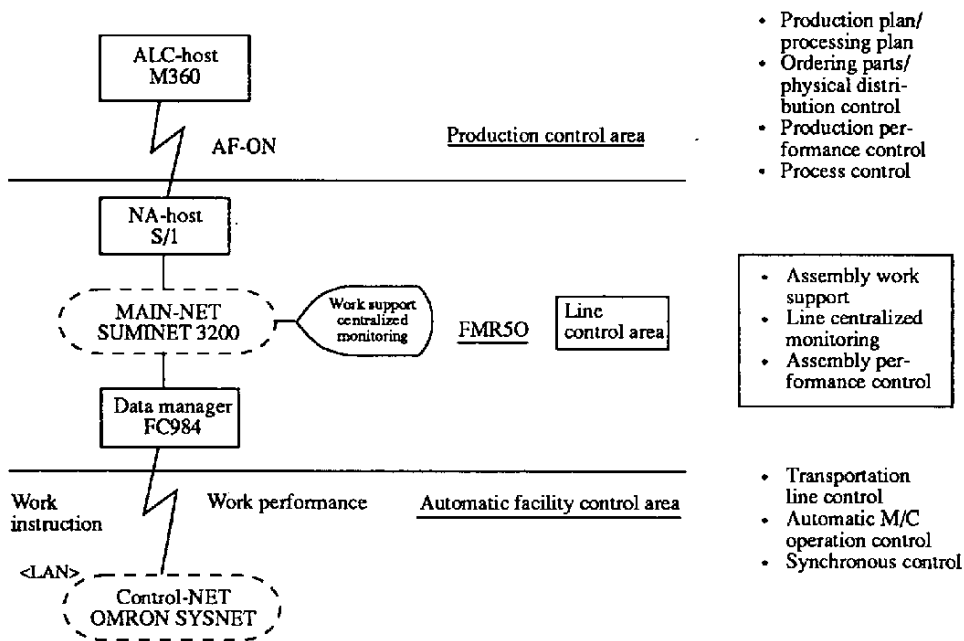 ALC-host
M360
AF-ON
Production control area
• Production plan/
processing plan
• Ordering parts/
physical distri-
bution control
• Production per-
formance control
• Process control
NA-host
S/1
MAIN-NET
SUMINET 3200
Work support
centralized
monitoring
FMR5O
Line
control area
• Assembly work
support
• Line centralized
monitoring
• Assembly per-
formance control
Data manager
FC984
Work
instruction
Work performance
Automatic facility control area
• Transportation
line control
• Automatic M/C
operation control
• Synchronous control
<LAN>
Control-NET
OMRON SYSNET